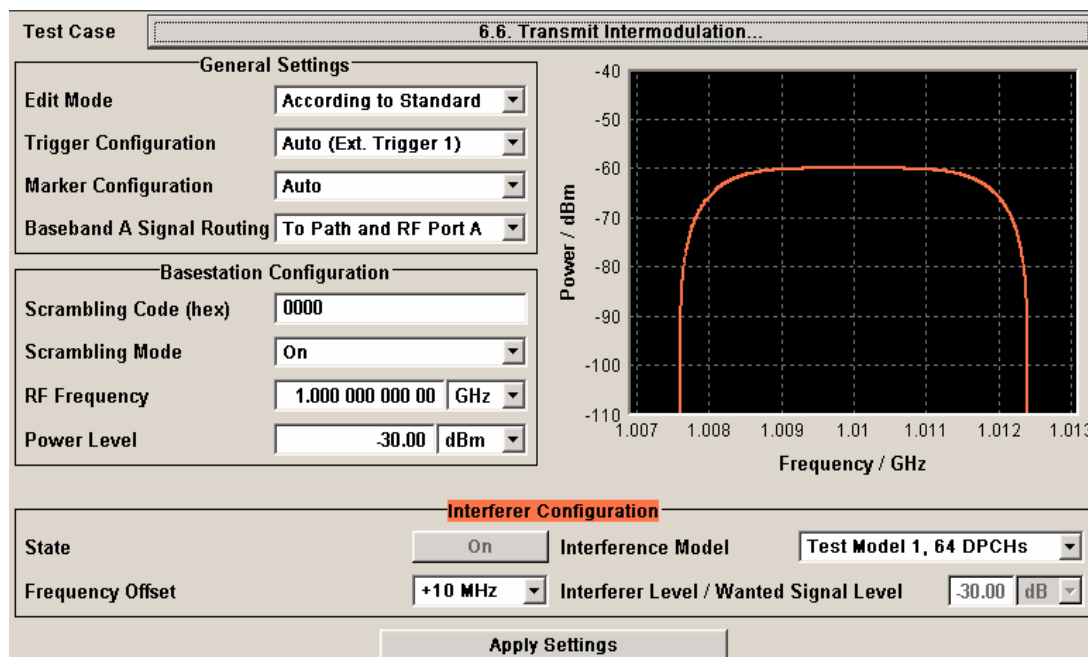 Test Case 6.6. Transmit Intermodulation...
General Settings
Edit Mode According to Standard
Trigger Configuration Auto (Ext. Trigger 1)
Marker Configuration Auto
Baseband A Signal Routing To Path and RF Port A
Basestation Configuration
Scrambling Code (hex) 0000
Scrambling Mode On
RF Frequency 1.000 000 000 00 GHz
Power Level -30.00 dBm
Power / dBm
-40
-50
-60
-70
-80
-90
-100
-110
1.007 1.008 1.009 1.01 1.011 1.012 1.013
Frequency / GHz
Interferer Configuration
State On Interference Model Test Model 1, 64 DPCHs
Frequency Offset +10 MHz Interferer Level / Wanted Signal Level -30.00 dB
Apply Settings